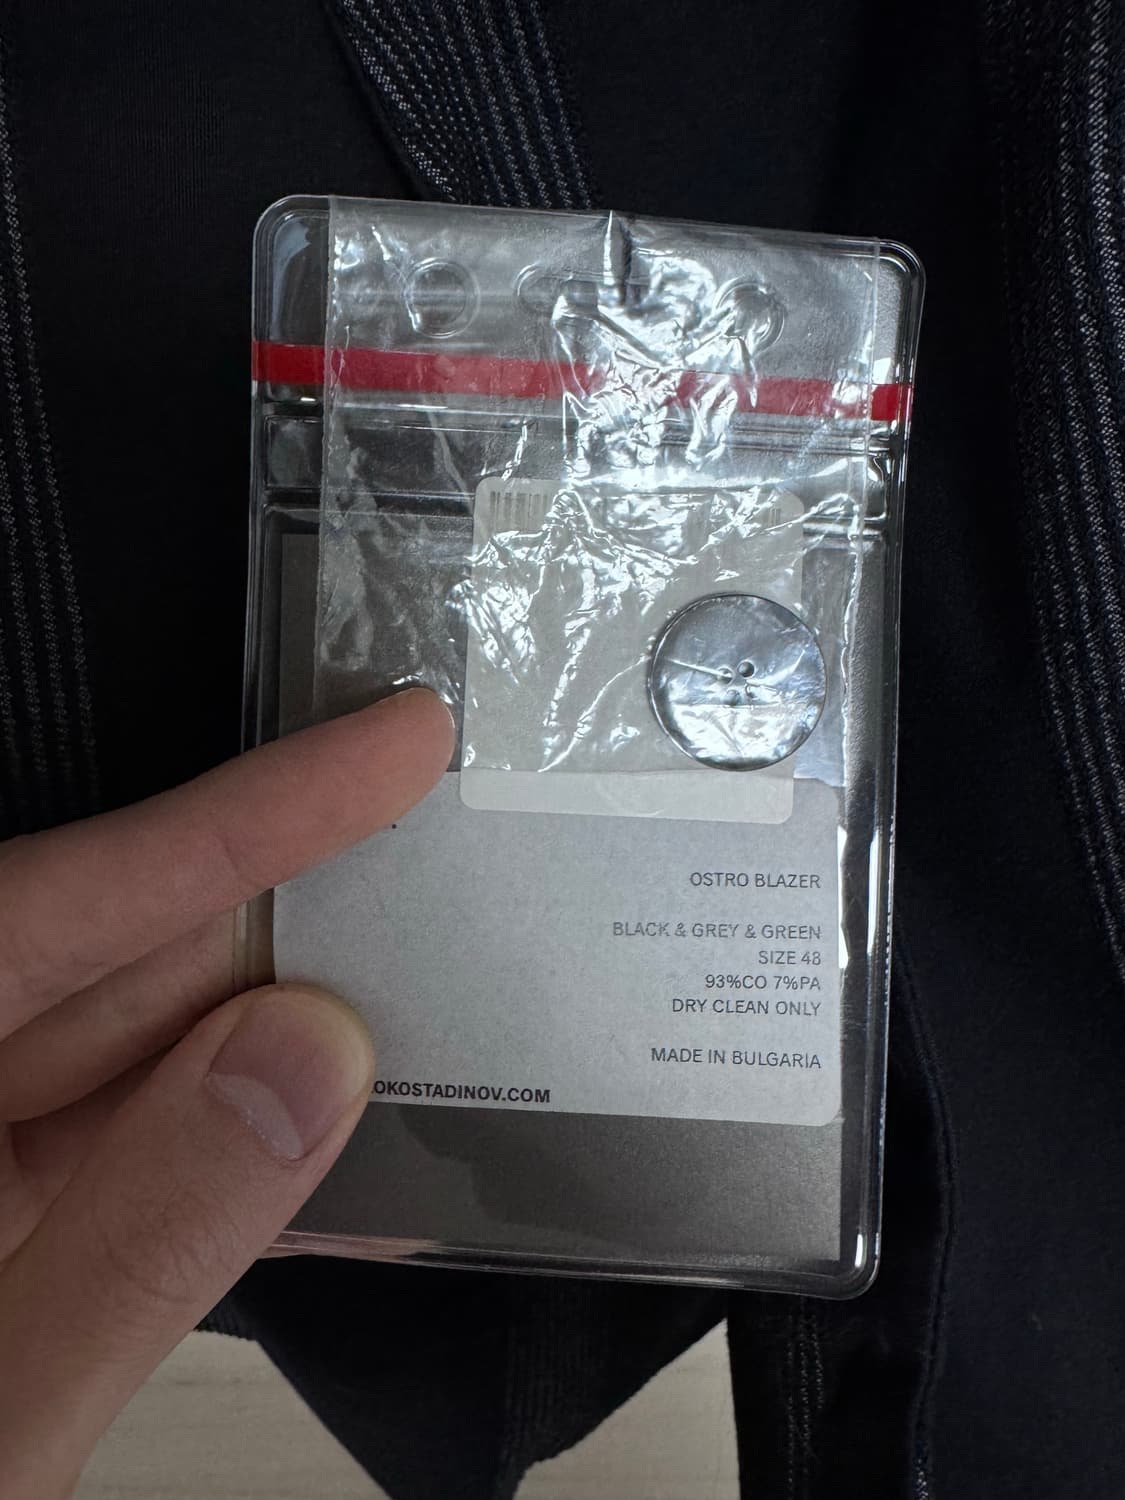 OSTRO BLAZER
BLACK & GREY & GREEN
SIZE 48
93%CO 7%PA
DRY CLEAN ONLY
MADE IN BULGARIA
OKOSTADINOV.COM